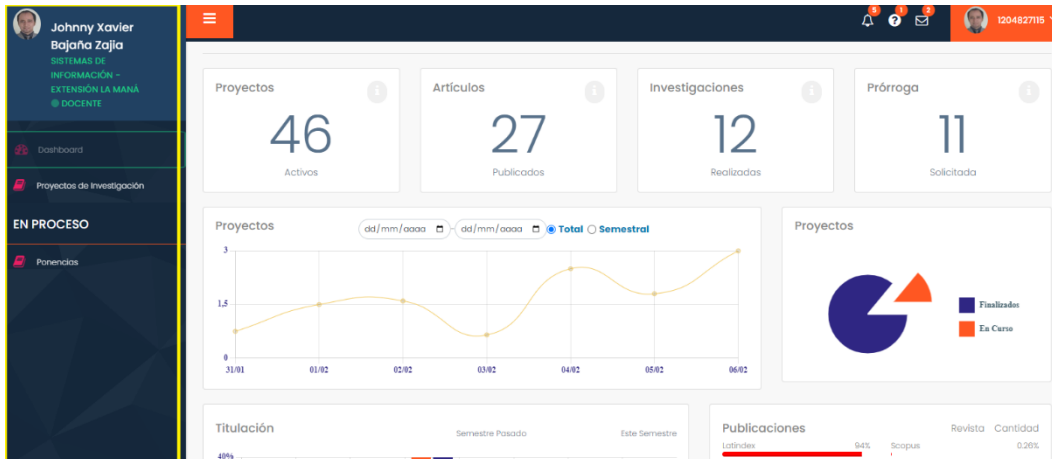 Johnny Xavier
Bajaña Zajia
SISTEMAS DE
INFORMACIÓN -
EXTENSIÓN LA MANÁ
DOCENTE
Dashboard
Proyectos de Investigación
EN PROCESO
Ponencias
5 1 2 1204827115
Proyectos
46
Activos
Artículos
27
Publicados
Investigaciones
12
Realizadas
Prórroga
11
Solicitada
Proyectos dd/mm/aaaa - dd/mm/aaaa Total Semestral
3
1.5
0
31/01 01/02 02/02 03/02 04/02 05/02 06/02
Proyectos
Finalizados
En Curso
Titulación Semestre Pasado Este Semestre
40%
Publicaciones Revista Cantidad
Latindex 94% Scopus 0.26%